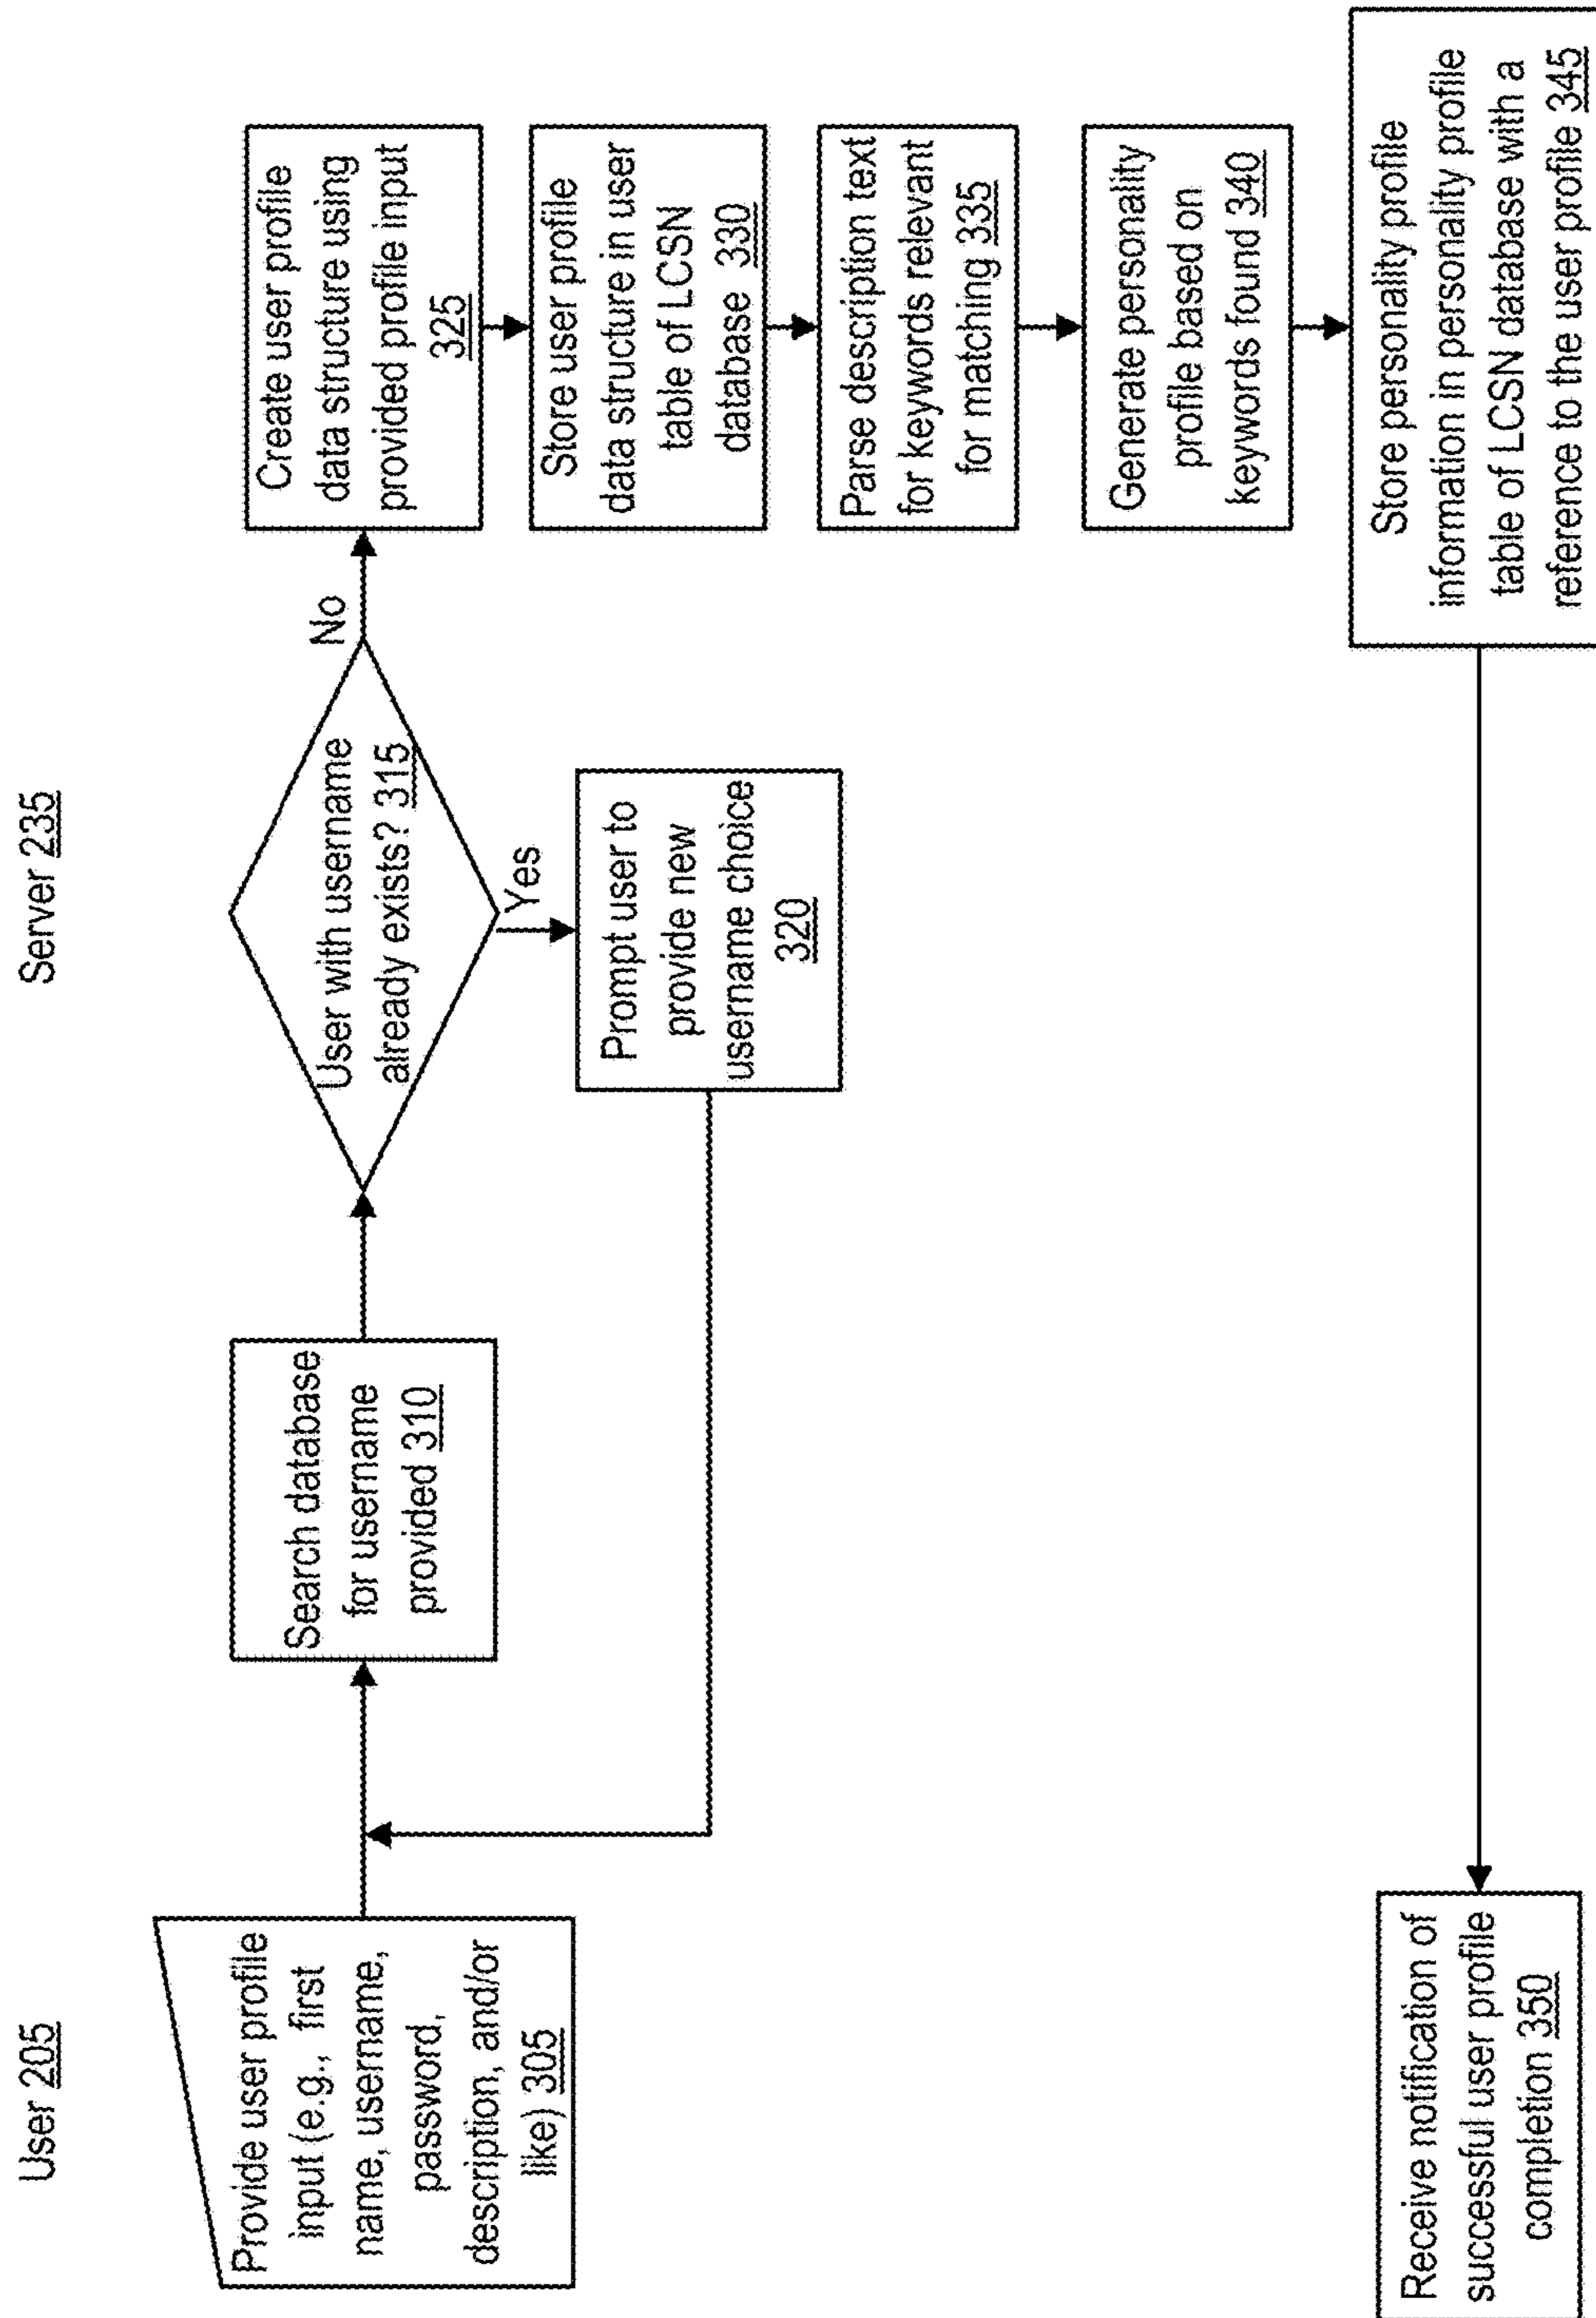 User 205
Server 235
Provide user profile
input (e.g., first
name, username,
password,
description, and/or
like) 305
Search database
for username
provided 310
User with username
already exists? 315
No
Yes
Prompt user to
provide new
username choice
320
Create user profile
data structure using
provided profile input
325
Store user profile
data structure in user
table of LCSN
database 330
Parse description text
for keywords relevant
for matching 335
Generate personality
profile based on
keywords found 340
Store personality profile
information in personality profile
table of LCSN database with a
reference to the user profile 345
Receive notification of
successful user profile
completion 350